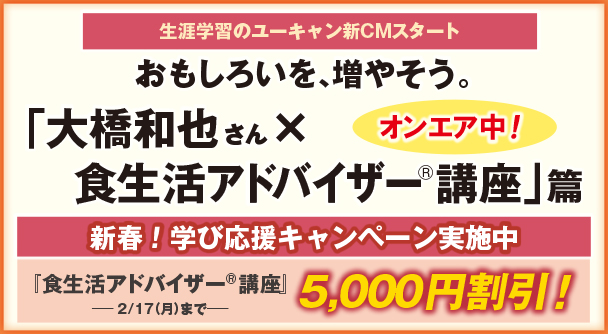 生涯学習のユーキャン新CMスタート
おもしろいを、増やそう。
「大橋和也さん×
オンエア中！
食生活アドバイザー®講座」篇
新春！学び応援キャンペーン実施中
『食生活アドバイザー®講座』
── 2/17（月）まで──
5,000円割引！